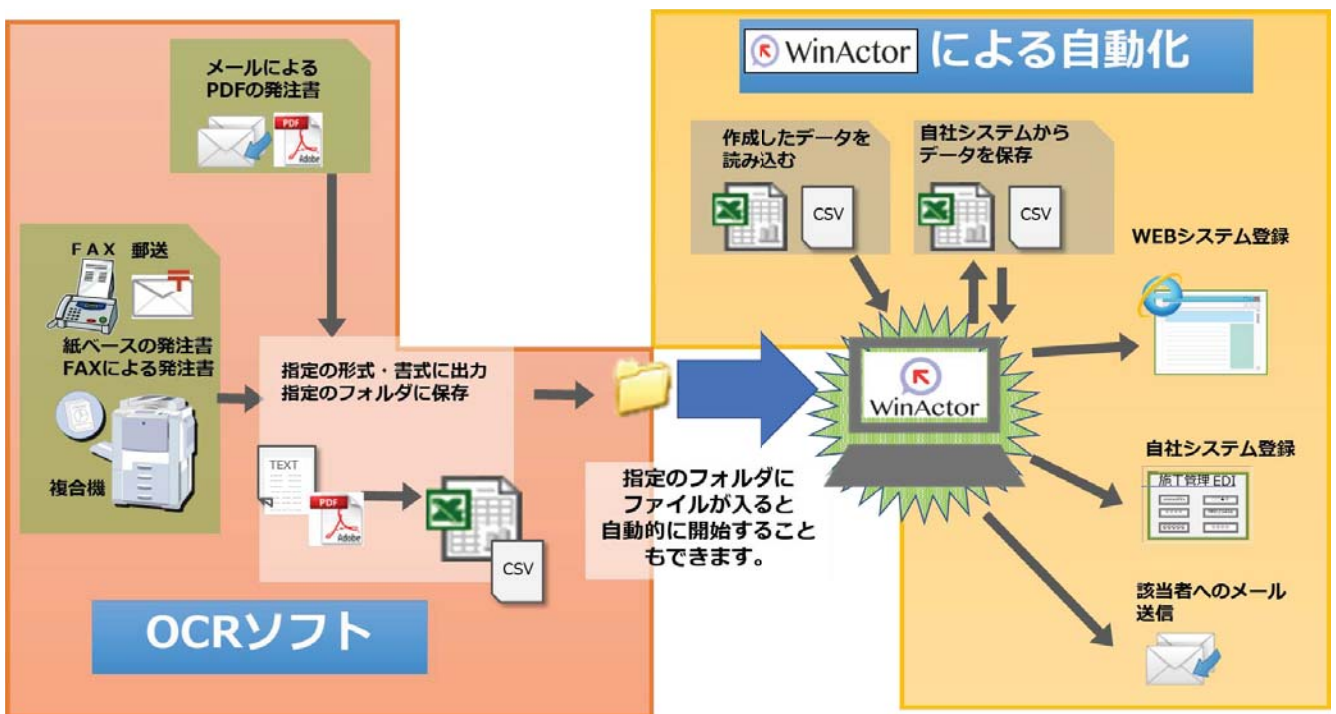 メールによる
PDFの発注書
PDF
Adobe
FAX 郵送
紙ベースの発注書
FAXによる発注書
複合機
指定の形式・書式に出力
指定のフォルダに保存
TEXT
PDF
Adobe
CSV
OCRソフト
指定のフォルダに
ファイルが入ると
自動的に開始すること
もできます。
WinActor による自動化
作成したデータを
読み込む
CSV
自社システムから
データを保存
CSV
WinActor
WEBシステム登録
自社システム登録
施工管理 EDI
該当者へのメール
送信